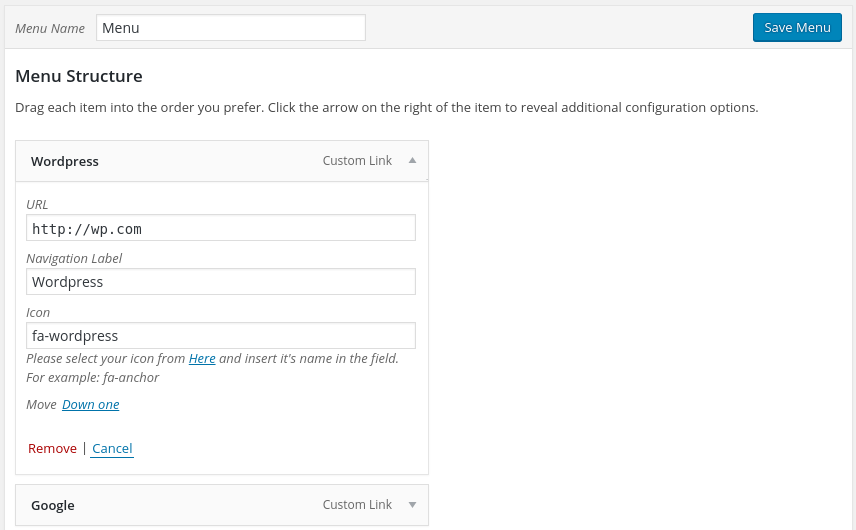 Menu Name Menu Save Menu
Menu Structure
Drag each item into the order you prefer. Click the arrow on the right of the item to reveal additional configuration options.
Wordpress Custom Link
URL
http://wp.com
Navigation Label
Wordpress
Icon
fa-wordpress
Please select your icon from Here and insert it's name in the field.
For example: fa-anchor
Move Down one
Remove | Cancel
Google Custom Link